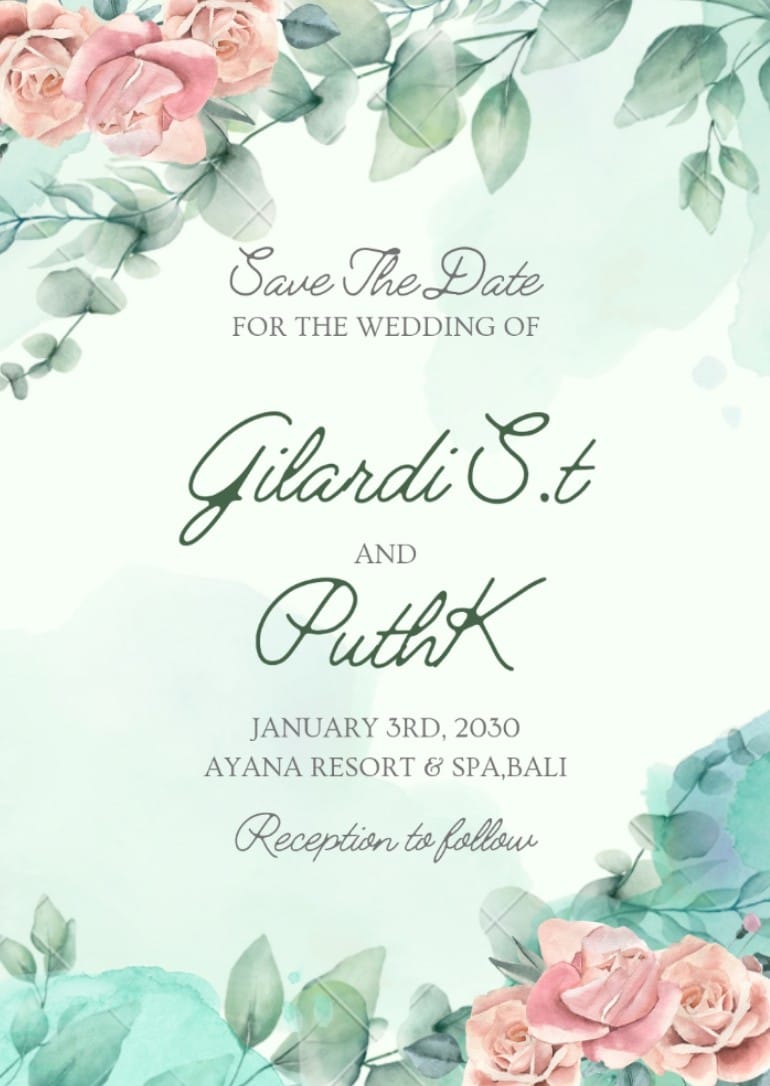 Save The Date
FOR THE WEDDING OF
Gilardi S.t
AND
PuthK
JANUARY 3RD, 2030
AYANA RESORT & SPA,BALI
Reception to follow